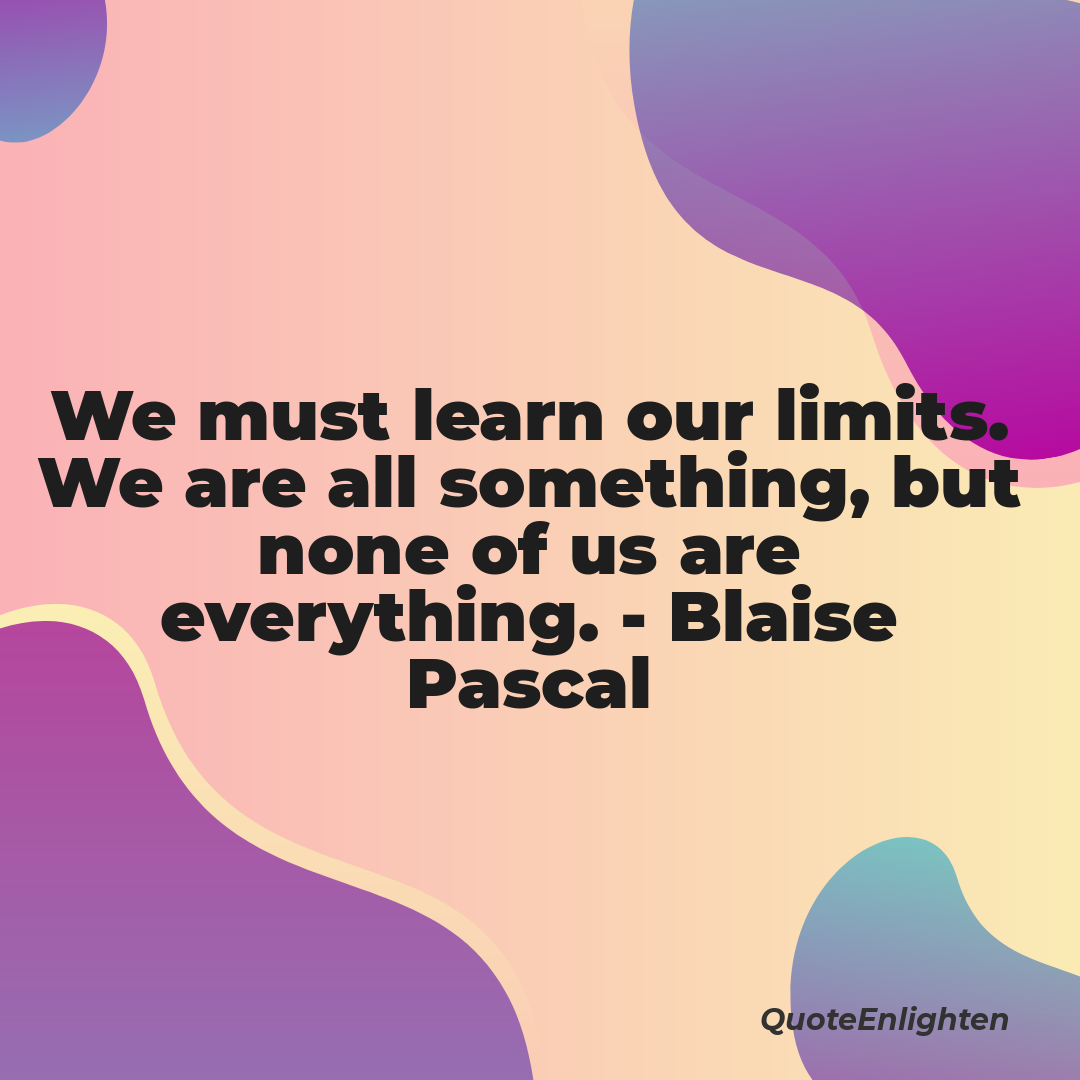 We must learn our limits.
We are all something, but
none of us are
everything. - Blaise
Pascal
QuoteEnlighten